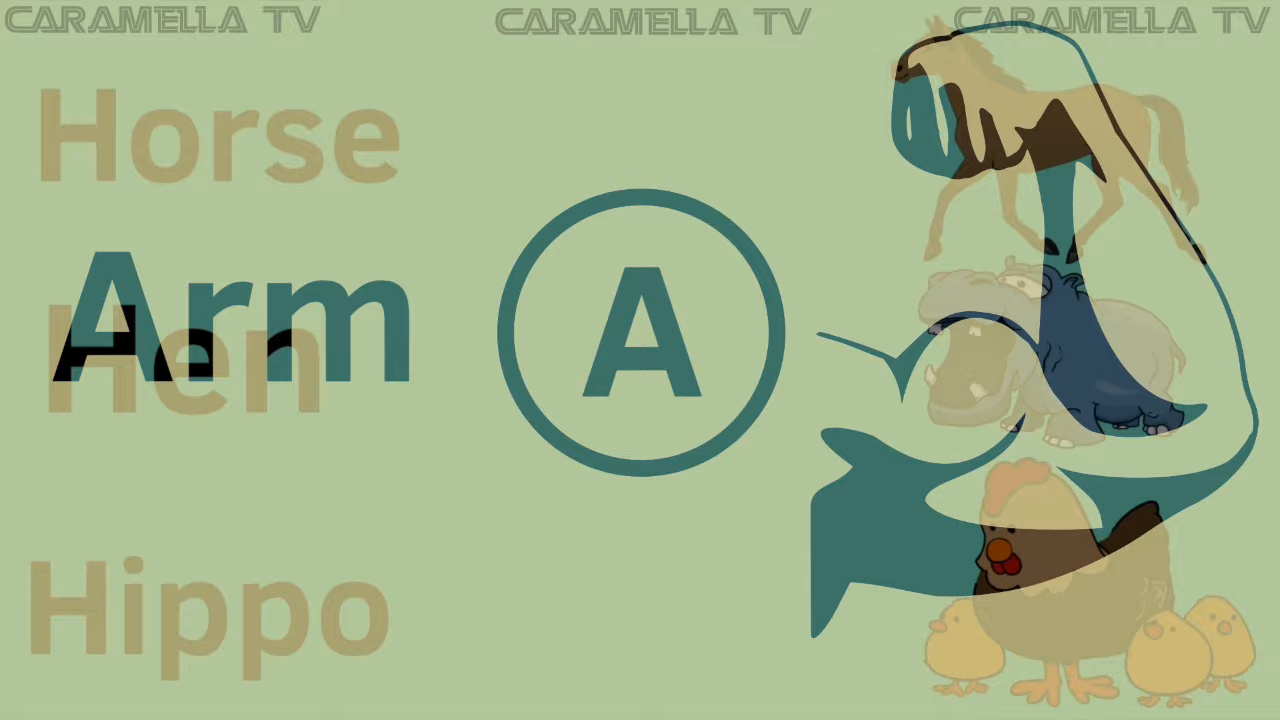 CARAMELLA TV CARAMELLA TV CARAMELLA TV
Horse
Arm
A
Hen
Hippo